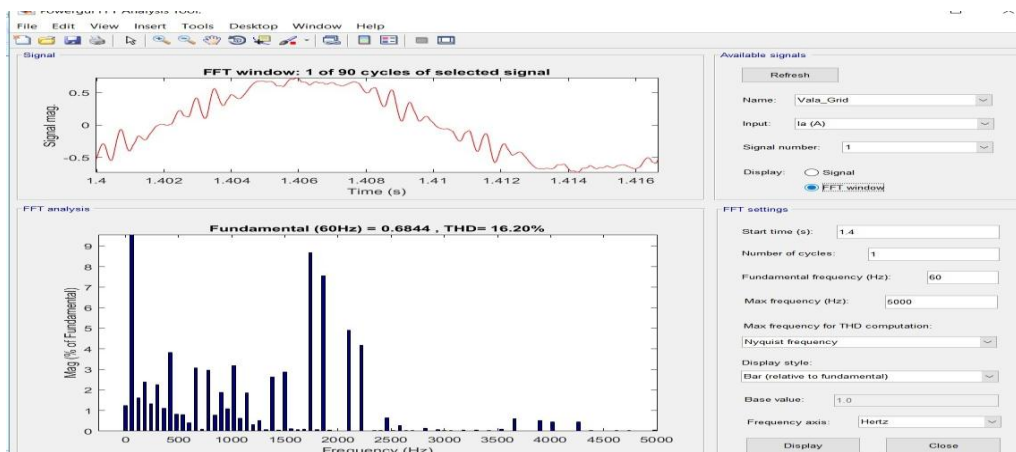 Powergui FFT Analysis Tool.
File Edit View Insert Tools Desktop Window Help
Signal
FFT window: 1 of 90 cycles of selected signal
Signal mag.
0.5
0
-0.5
1.4 1.402 1.404 1.406 1.408 1.41 1.412 1.414 1.416
Time (s)
FFT analysis
Fundamental (60Hz) = 0.6844 , THD= 16.20%
Mag (% of Fundamental)
9
8
7
6
5
4
3
2
1
0
0 500 1000 1500 2000 2500 3000 3500 4000 4500 5000
Frequency (Hz)
Available signals
Refresh
Name: Vala_Grid
Input: Ia (A)
Signal number: 1
Display: Signal
FFT window
FFT settings
Start time (s): 1.4
Number of cycles: 1
Fundamental frequency (Hz): 60
Max frequency (Hz): 5000
Max frequency for THD computation:
Nyquist frequency
Display style:
Bar (relative to fundamental)
Base value: 1.0
Frequency axis: Hertz
Display Close